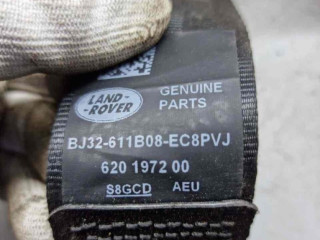 LAND-
-ROVER
GENUINE
PARTS
BJ32-611B08-EC8PVJ
620 1972 00
S8GCD AEU